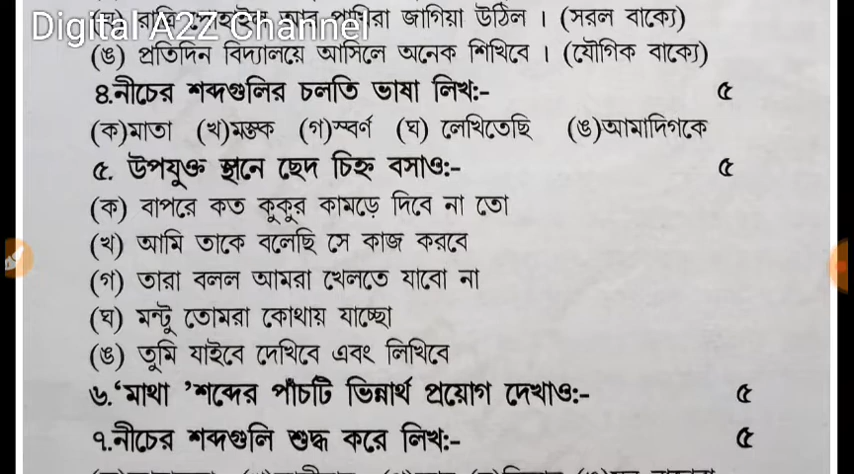 Digital A2Z Channel
জাগিয়া উঠিল । (সরল বাক্যে)
(ঙ) প্রতিদিন বিদ্যালয়ে আসিলে অনেক শিখিবে । (যৌগিক বাক্যে)
৪.নীচের শব্দগুলির চলতি ভাষা লিখ:- ৫
(ক)মাতা (খ)মস্তক (গ)স্বর্ণ (ঘ) লেখিতেছি (ঙ)আমাদিগকে
৫. উপযুক্ত স্থানে ছেদ চিহ্ন বসাও:- ৫
(ক) বাপরে কত কুকুর কামড়ে দিবে না তো
(খ) আমি তাকে বলেছি সে কাজ করবে
(গ) তারা বলল আমরা খেলতে যাবো না
(ঘ) মন্টু তোমরা কোথায় যাচ্ছো
(ঙ) তুমি যাইবে দেখিবে এবং লিখিবে
৬.‘মাথা ’শব্দের পাঁচটি ভিন্নার্থ প্রয়োগ দেখাও:- ৫
৭.নীচের শব্দগুলি শুদ্ধ করে লিখ:- ৫